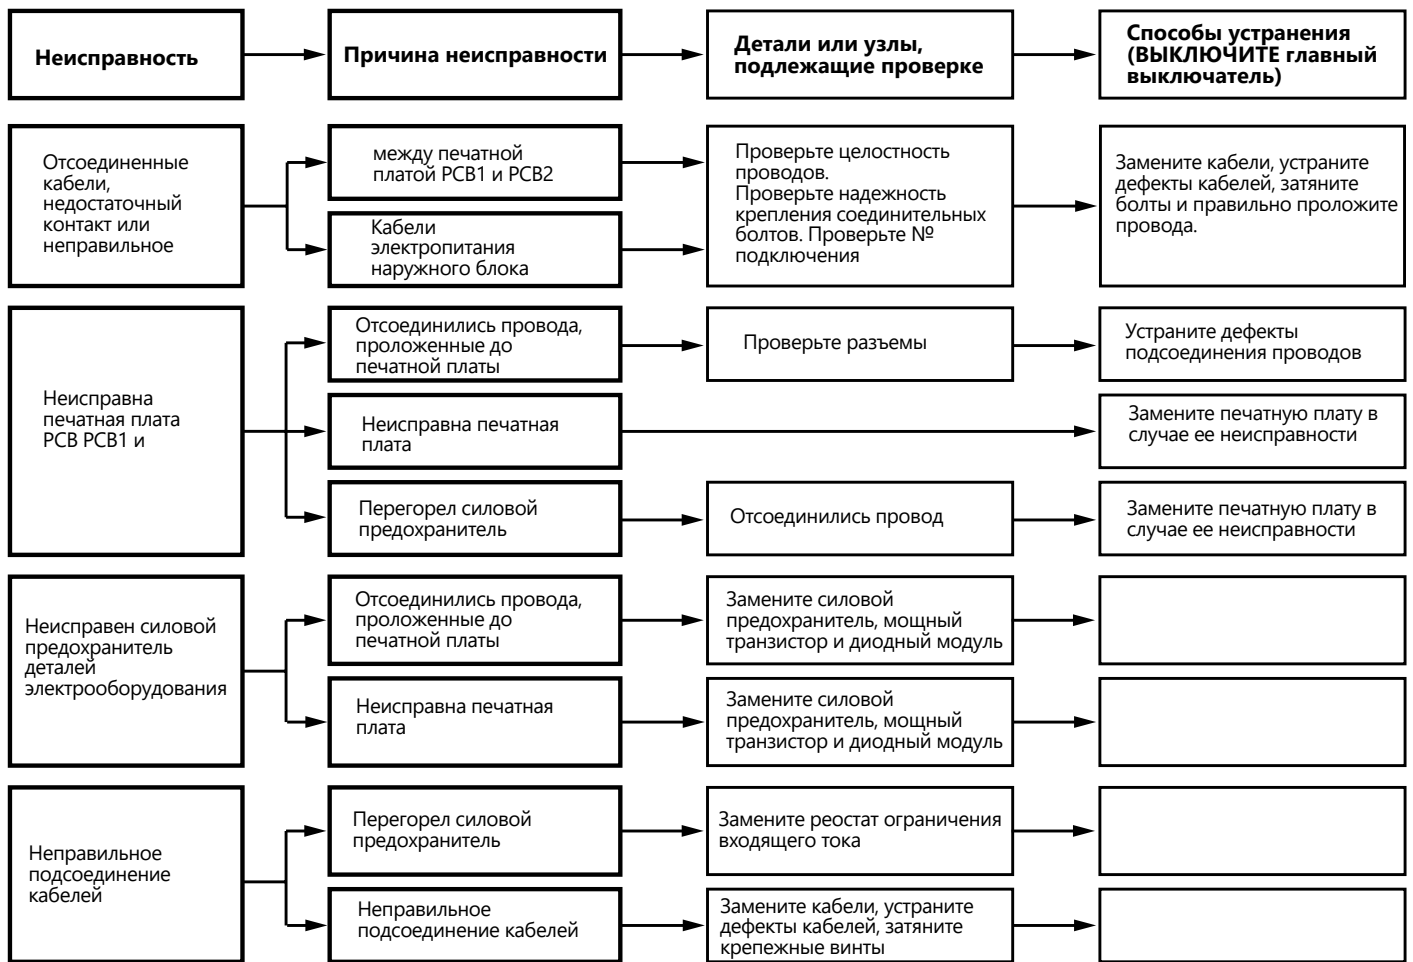 Неисправность
Причина неисправности
Детали или узлы,
подлежащие проверке
Способы устранения
(ВЫКЛЮЧИТЕ главный
выключатель)
Отсоединенные
кабели,
недостаточный
контакт или
неправильное
между печатной
платой PCB1 и PCB2
Кабели
электропитания
наружного блока
Проверьте целостность
проводов.
Проверьте надежность
крепления соединительных
болтов. Проверьте №
подключения
Замените кабели, устраните
дефекты кабелей, затяните
болты и правильно проложите
провода.
Неисправна
печатная плата
PCB PCB1 и
Отсоединились провода,
проложенные до
печатной платы
Проверьте разъемы
Устраните дефекты
подсоединения проводов
Неисправна печатная
плата
Замените печатную плату в
случае ее неисправности
Перегорел силовой
предохранитель
Отсоединились провод
Замените печатную плату в
случае ее неисправности
Неисправен силовой
предохранитель
деталей
электрооборудования
Отсоединились провода,
проложенные до
печатной платы
Замените силовой
предохранитель, мощный
транзистор и диодный модуль
Неисправна печатная
плата
Замените силовой
предохранитель, мощный
транзистор и диодный модуль
Неправильное
подсоединение
кабелей
Перегорел силовой
предохранитель
Замените реостат ограничения
входящего тока
Неправильное
подсоединение кабелей
Замените кабели, устраните
дефекты кабелей, затяните
крепежные винты